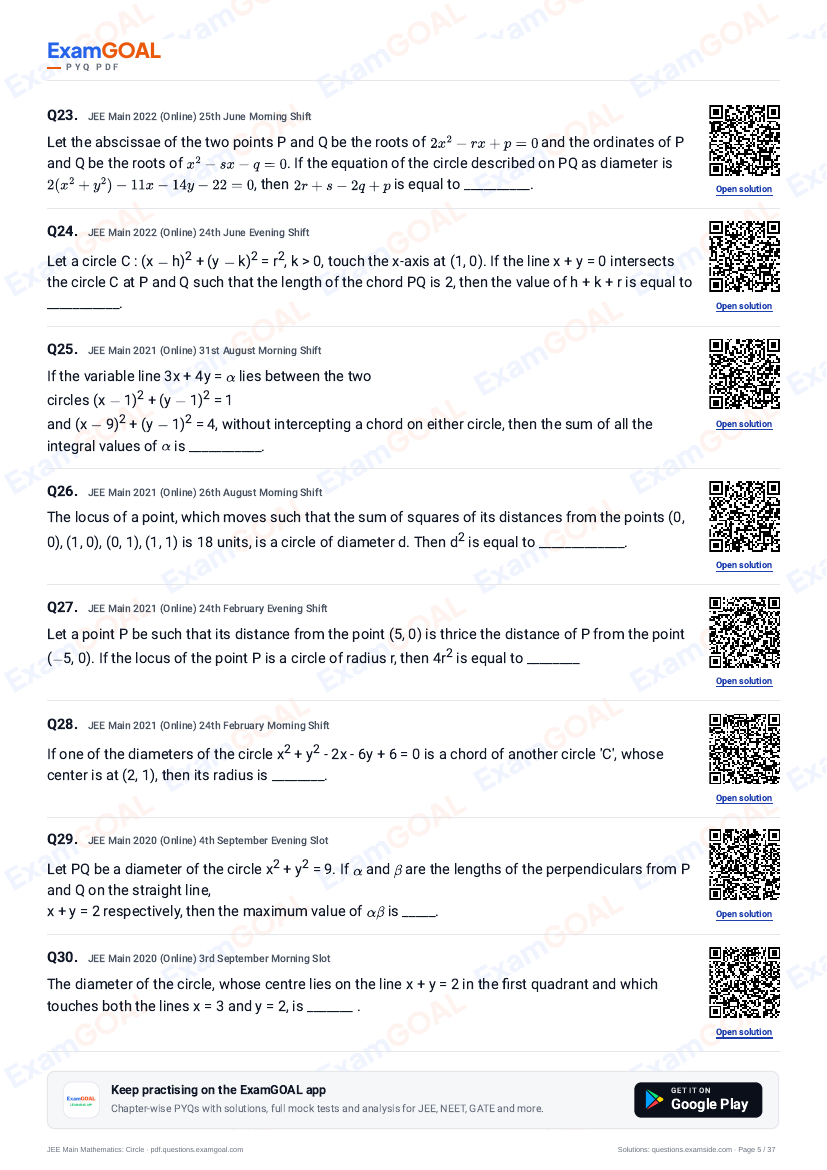 ExamGOAL
PYQ PDF
Q23. JEE Main 2022 (Online) 25th June Morning Shift
Let the abscissae of the two points P and Q be the roots of 2x² − rx + p = 0 and the ordinates of P
and Q be the roots of x² − sx − q = 0. If the equation of the circle described on PQ as diameter is
2(x² + y²) − 11x − 14y − 22 = 0, then 2r + s − 2q + p is equal to __________.
Open solution
Q24. JEE Main 2022 (Online) 24th June Evening Shift
Let a circle C : (x − h)² + (y − k)² = r², k > 0, touch the x-axis at (1, 0). If the line x + y = 0 intersects
the circle C at P and Q such that the length of the chord PQ is 2, then the value of h + k + r is equal to
___________.
Open solution
Q25. JEE Main 2021 (Online) 31st August Morning Shift
If the variable line 3x + 4y = α lies between the two
circles (x − 1)² + (y − 1)² = 1
and (x − 9)² + (y − 1)² = 4, without intercepting a chord on either circle, then the sum of all the
integral values of α is ___________.
Open solution
Q26. JEE Main 2021 (Online) 26th August Morning Shift
The locus of a point, which moves such that the sum of squares of its distances from the points (0,
0), (1, 0), (0, 1), (1, 1) is 18 units, is a circle of diameter d. Then d² is equal to _____________.
Open solution
Q27. JEE Main 2021 (Online) 24th February Evening Shift
Let a point P be such that its distance from the point (5, 0) is thrice the distance of P from the point
(−5, 0). If the locus of the point P is a circle of radius r, then 4r² is equal to ________
Open solution
Q28. JEE Main 2021 (Online) 24th February Morning Shift
If one of the diameters of the circle x² + y² - 2x - 6y + 6 = 0 is a chord of another circle 'C', whose
center is at (2, 1), then its radius is ________.
Open solution
Q29. JEE Main 2020 (Online) 4th September Evening Slot
Let PQ be a diameter of the circle x² + y² = 9. If α and β are the lengths of the perpendiculars from P
and Q on the straight line,
x + y = 2 respectively, then the maximum value of αβ is _____.
Open solution
Q30. JEE Main 2020 (Online) 3rd September Morning Slot
The diameter of the circle, whose centre lies on the line x + y = 2 in the first quadrant and which
touches both the lines x = 3 and y = 2, is _______ .
Open solution
ExamGOAL
Keep practising on the ExamGOAL app
Chapter-wise PYQs with solutions, full mock tests and analysis for JEE, NEET, GATE and more.
GET IT ON
Google Play
JEE Main Mathematics: Circle · pdf.questions.examgoal.com
Solutions: questions.examside.com · Page 5 / 37